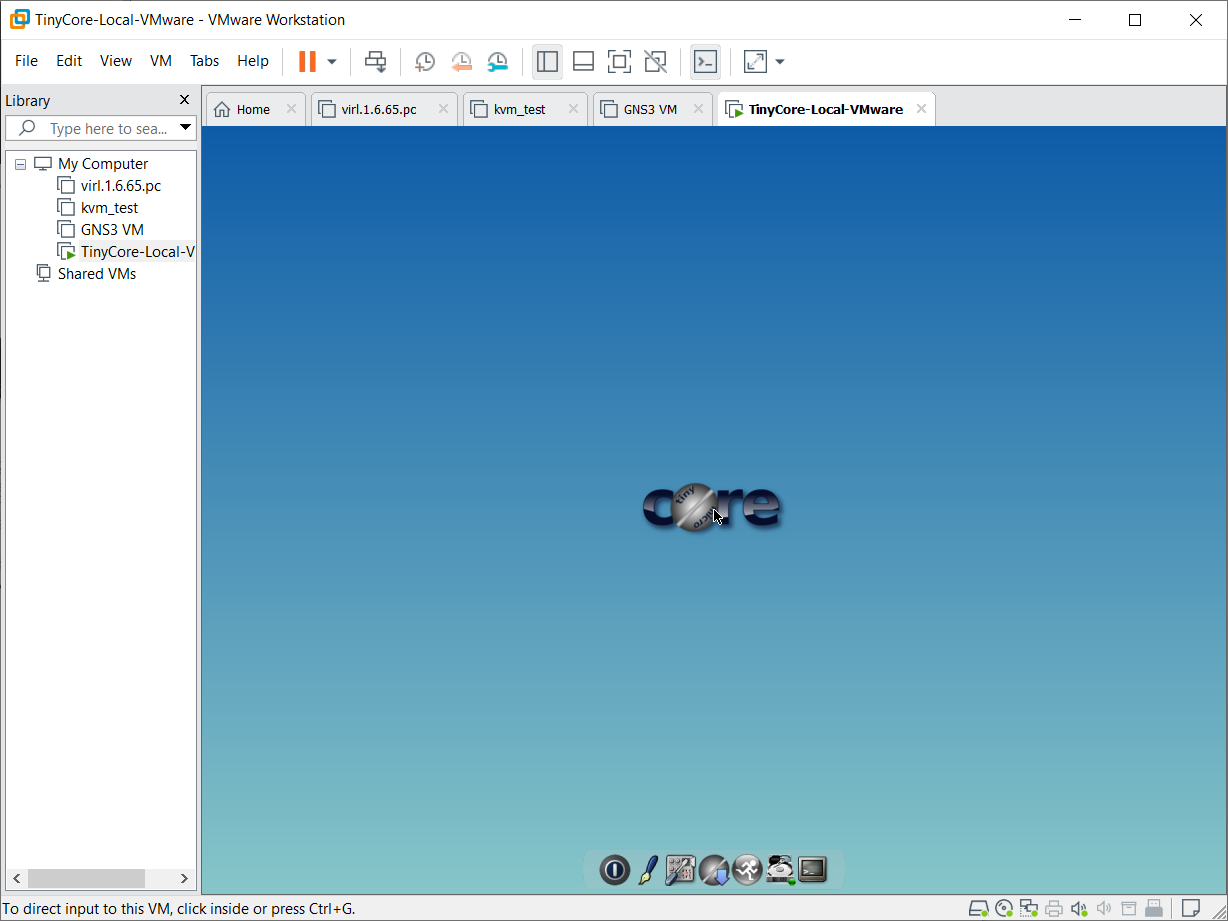 TinyCore-Local-VMware - VMware Workstation
File Edit View VM Tabs Help
Library
Home
virl.1.6.65.pc
kvm_test
GNS3 VM
TinyCore-Local-VMware
Type here to sea...
My Computer
virl.1.6.65.pc
kvm_test
GNS3 VM
TinyCore-Local-V
Shared VMs
core
tiny
micro
To direct input to this VM, click inside or press Ctrl+G.